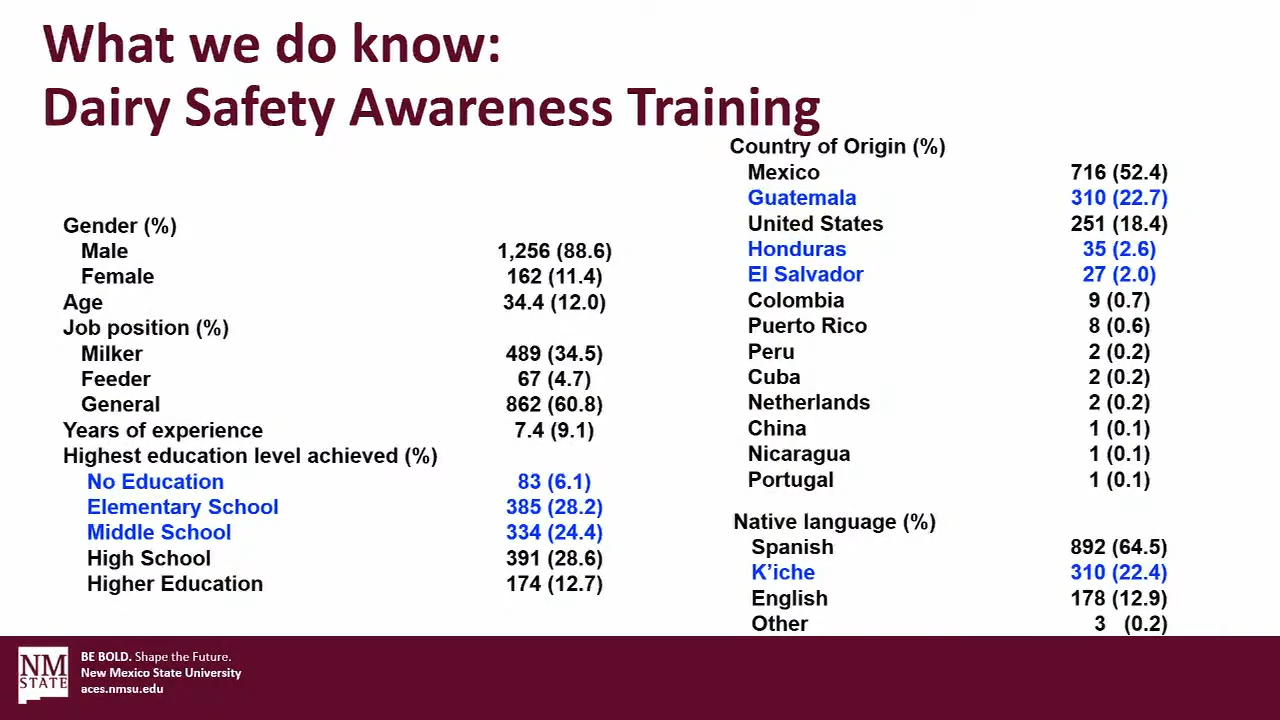 What we do know:
Dairy Safety Awareness Training
Gender (%)
Male 1,256 (88.6)
Female 162 (11.4)
Age 34.4 (12.0)
Job position (%)
Milker 489 (34.5)
Feeder 67 (4.7)
General 862 (60.8)
Years of experience 7.4 (9.1)
Highest education level achieved (%)
No Education 83 (6.1)
Elementary School 385 (28.2)
Middle School 334 (24.4)
High School 391 (28.6)
Higher Education 174 (12.7)
Country of Origin (%)
Mexico 716 (52.4)
Guatemala 310 (22.7)
United States 251 (18.4)
Honduras 35 (2.6)
El Salvador 27 (2.0)
Colombia 9 (0.7)
Puerto Rico 8 (0.6)
Peru 2 (0.2)
Cuba 2 (0.2)
Netherlands 2 (0.2)
China 1 (0.1)
Nicaragua 1 (0.1)
Portugal 1 (0.1)
Native language (%)
Spanish 892 (64.5)
K’iche 310 (22.4)
English 178 (12.9)
Other 3 (0.2)
NM
STATE
BE BOLD. Shape the Future.
New Mexico State University
aces.nmsu.edu